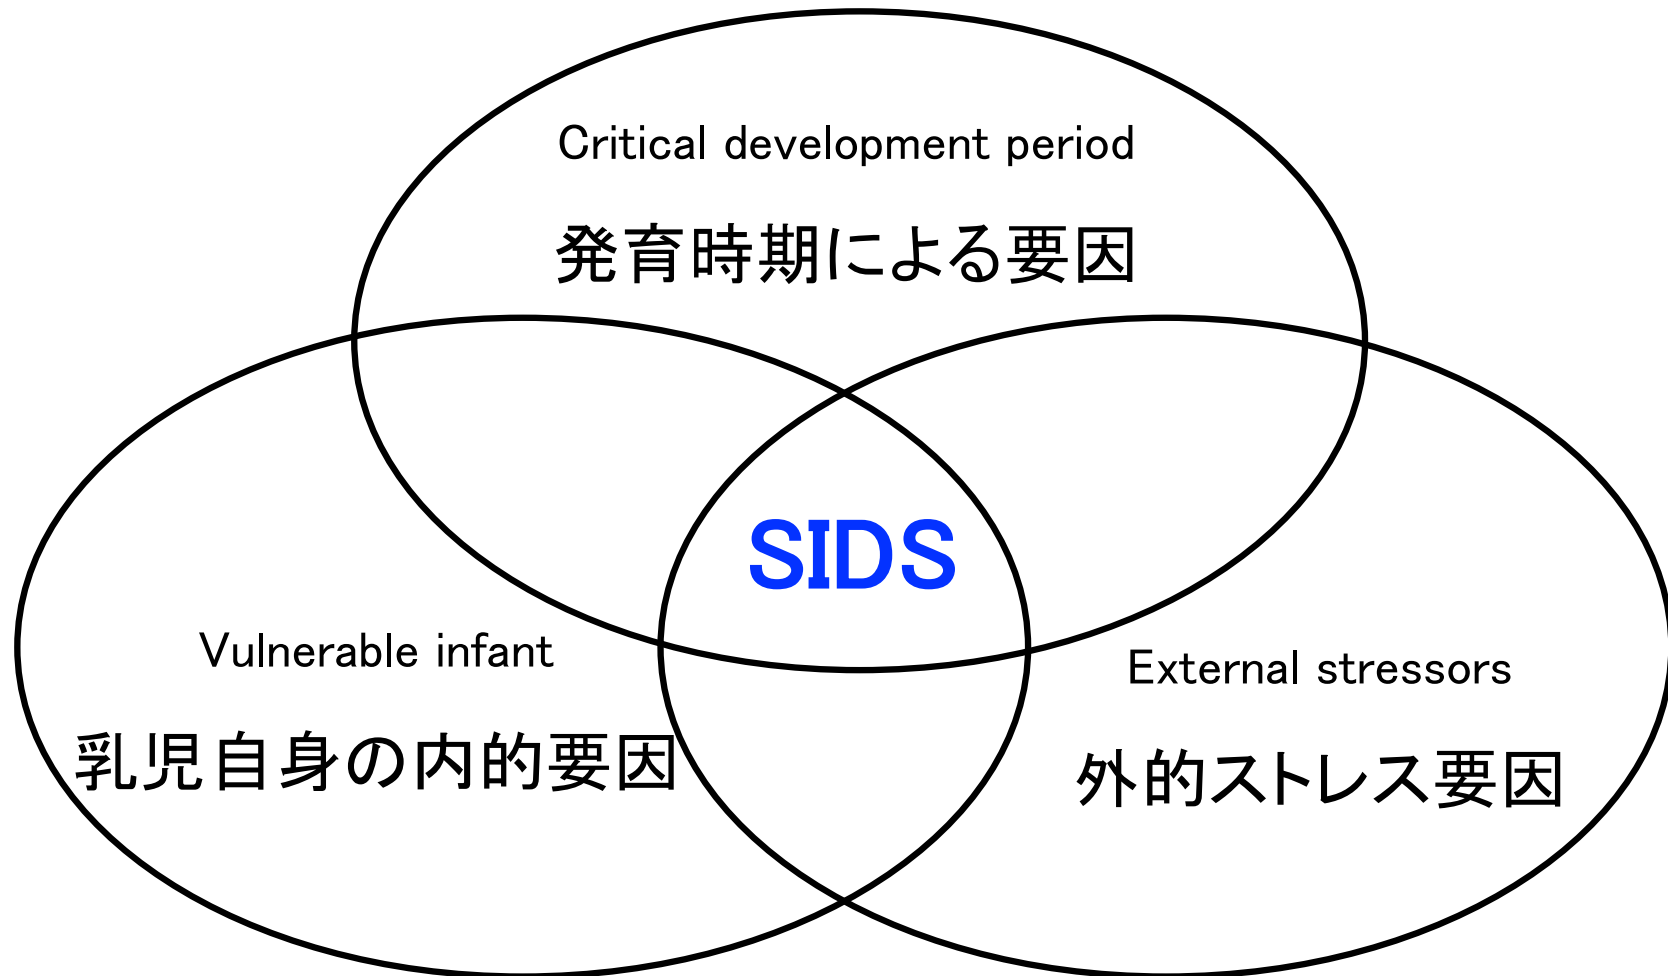 Critical development period
発育時期による要因
SIDS
Vulnerable infant
乳児自身の内的要因
External stressors
外的ストレス要因